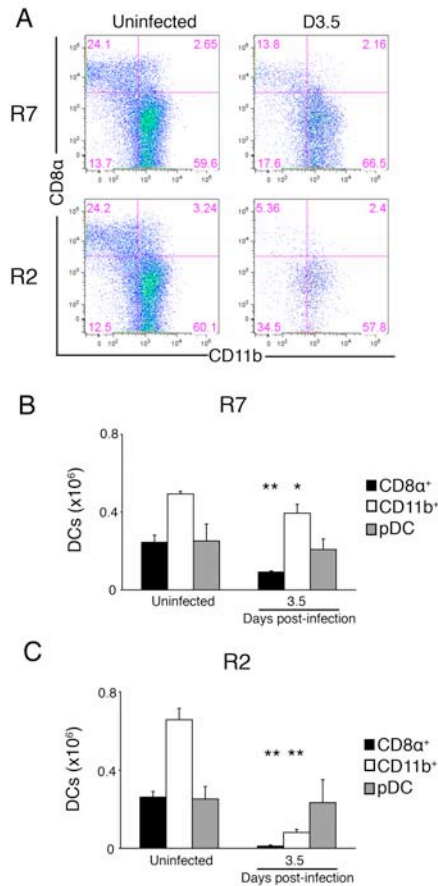 A
Uninfected
D3.5
R7
24.1
2.65
13.7
59.6
13.8
2.16
17.6
66.5
R2
24.2
3.24
12.5
60.1
5.36
2.4
34.5
57.8
CD8α
CD11b
B
R7
DCs (x10⁶)
0.8
0.4
0
** *
Uninfected
3.5
Days post-infection
CD8α⁺
CD11b⁺
pDC
C
R2
DCs (x10⁶)
0.8
0.4
0
** **
Uninfected
3.5
Days post-infection
CD8α⁺
CD11b⁺
pDC